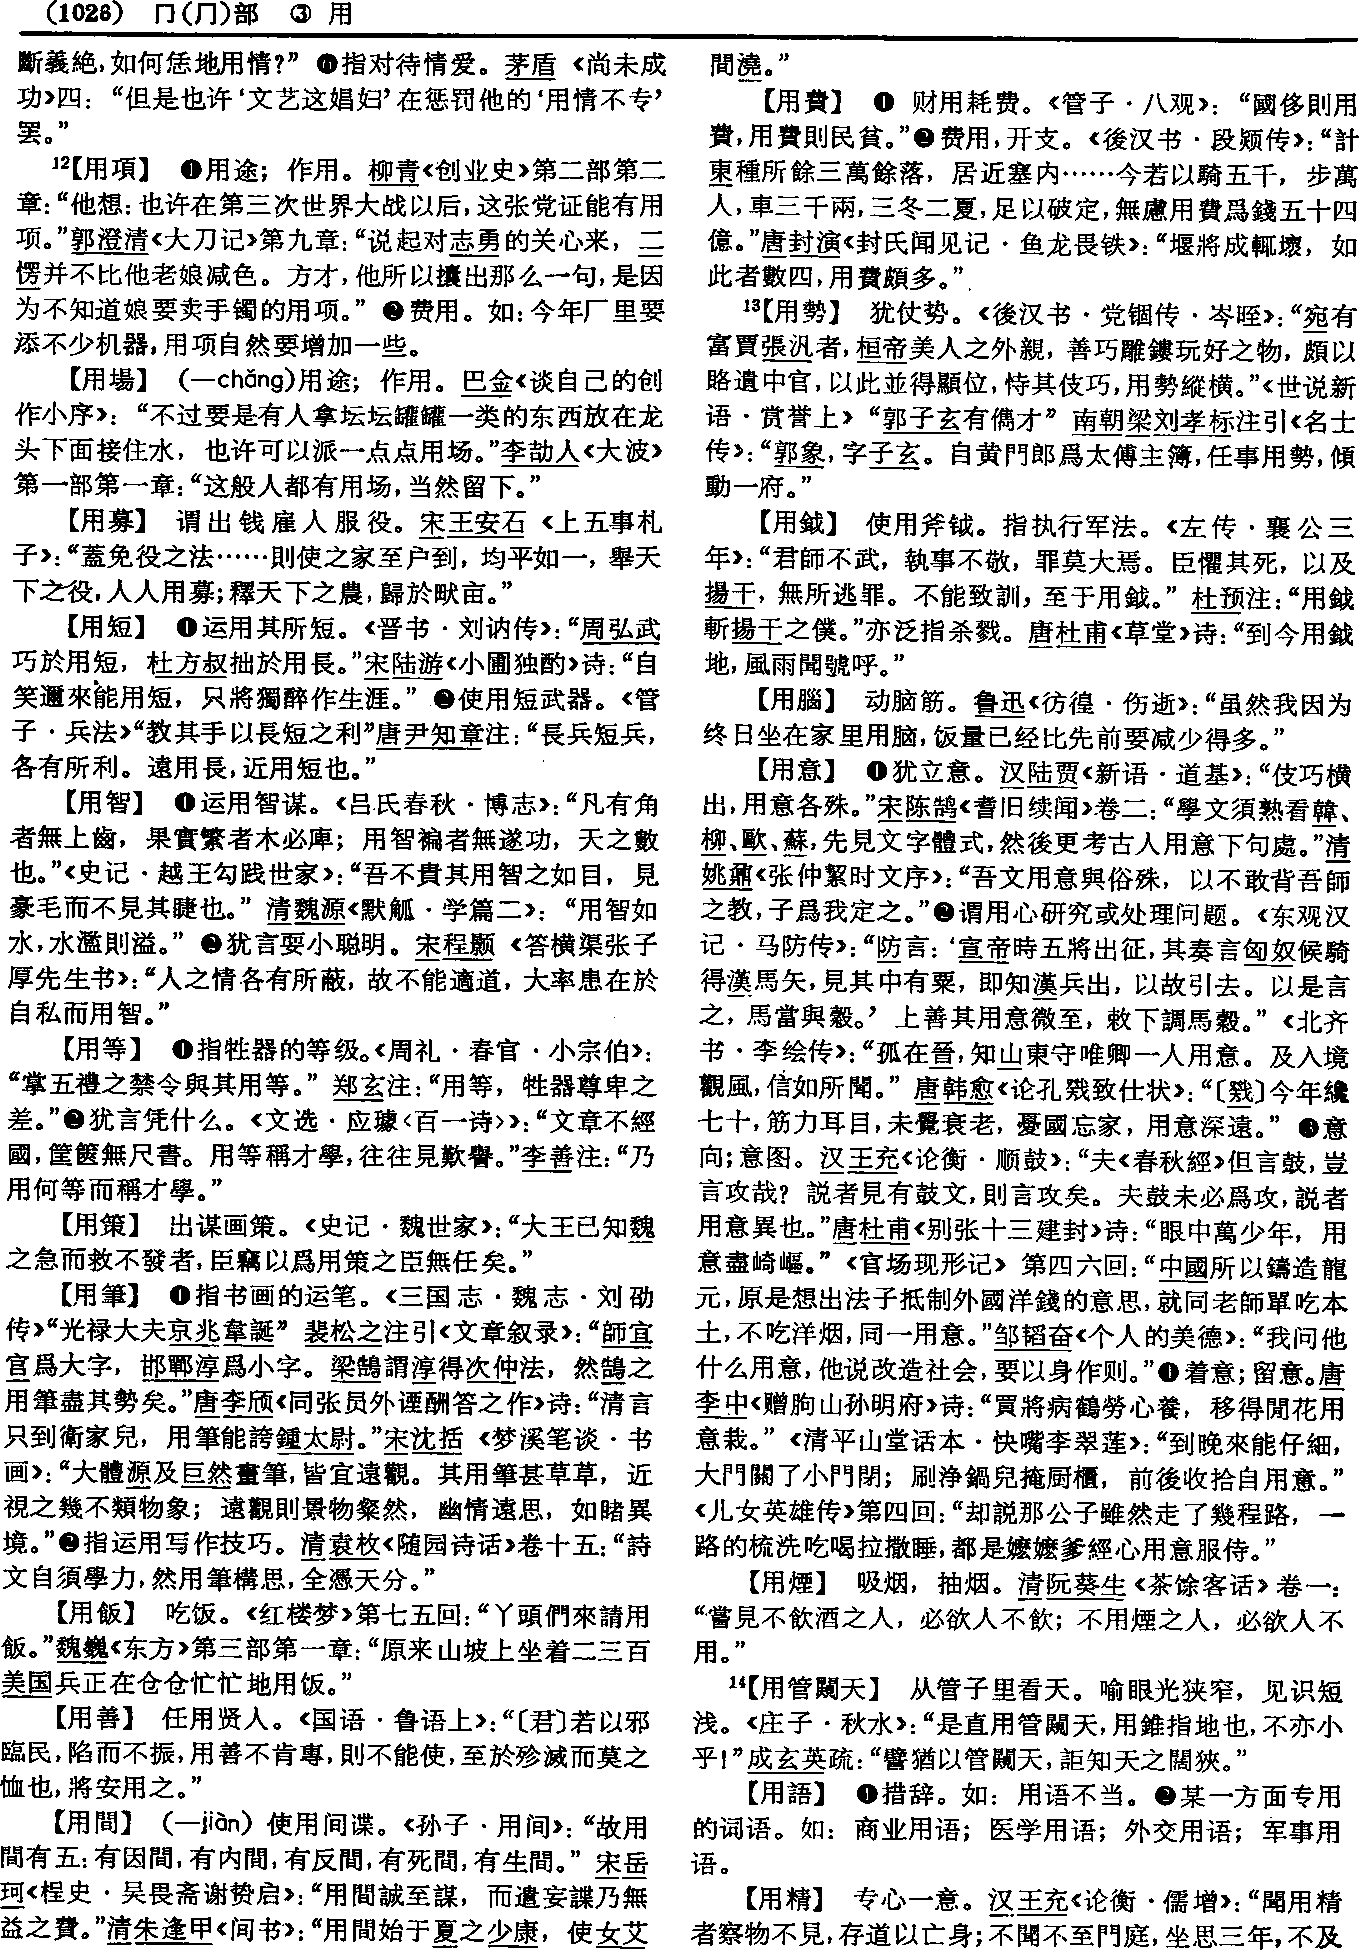 (1026) 冂(⺆)部 ③ 用
斷義絶，如何恁地用情？” ⓫指对待情爱。茅盾《尚未成
功》四：“但是也许‘文艺这娼妇’在惩罚他的‘用情不专’
罢。”
12【用項】 ❶用途；作用。柳青《创业史》第二部第二
章：“他想：也许在第三次世界大战以后，这张党证能有用
项。”郭澄清《大刀记》第九章：“说起对志勇的关心来，二
愣并不比他老娘减色。方才，他所以攮出那么一句，是因
为不知道娘要卖手镯的用项。” ❷费用。如：今年厂里要
添不少机器，用项自然要增加一些。
【用場】 (—chǎng)用途；作用。巴金《谈自己的创
作小序》：“不过要是有人拿坛坛罐罐一类的东西放在龙
头下面接住水，也许可以派一点点用场。”李劼人《大波》
第一部第一章：“这般人都有用场，当然留下。”
【用募】 谓出钱雇人服役。宋王安石《上五事札
子》：“蓋免役之法……則使之家至户到，均平如一，舉天
下之役，人人用募；釋天下之農，歸於畎亩。”
【用短】 ❶运用其所短。《晋书·刘讷传》：“周弘武
巧於用短，杜方叔拙於用長。”宋陆游《小圃独酌》诗：“自
笑邇來能用短，只將獨醉作生涯。” ❷使用短武器。《管
子·兵法》“教其手以長短之利”唐尹知章注：“長兵短兵，
各有所利。遠用長，近用短也。”
【用智】 ❶运用智谋。《吕氏春秋·博志》：“凡有角
者無上齒，果實繁者木必庳；用智褊者無遂功，天之數
也。”《史记·越王勾践世家》：“吾不貴其用智之如目，見
豪毛而不見其睫也。”清魏源《默觚·学篇二》：“用智如
水，水濫則溢。” ❷犹言耍小聪明。宋程颢《答横渠张子
厚先生书》：“人之情各有所蔽，故不能適道，大率患在於
自私而用智。”
【用等】 ❶指牲器的等级。《周礼·春官·小宗伯》：
“掌五禮之禁令與其用等。”郑玄注：“用等，牲器尊卑之
差。”❷犹言凭什么。《文选·应璩〈百一诗〉》：“文章不經
國，筐篋無尺書。用等稱才學，往往見歎譽。”李善注：“乃
用何等而稱才學。”
【用策】 出谋画策。《史记·魏世家》：“大王已知魏
之急而救不發者，臣竊以爲用策之臣無任矣。”
【用筆】 ❶指书画的运笔。《三国志·魏志·刘劭
传》“光禄大夫京兆韋誕”裴松之注引《文章叙录》：“師宜
官爲大字，邯鄲淳爲小字。梁鵠謂淳得次仲法，然鵠之
用筆盡其勢矣。”唐李颀《同张员外諲酬答之作》诗：“清言
只到衛家兒，用筆能誇鍾太尉。”宋沈括《梦溪笔谈·书
画》：“大體源及巨然畫筆，皆宜遠觀。其用筆甚草草，近
視之幾不類物象；遠觀則景物粲然，幽情遠思，如睹異
境。”❷指运用写作技巧。清袁枚《随园诗话》卷十五：“詩
文自須學力，然用筆構思，全憑天分。”
【用飯】 吃饭。《红楼梦》第七五回：“丫頭們來請用
飯。”魏巍《东方》第三部第一章：“原来山坡上坐着二三百
美国兵正在仓仓忙忙地用饭。”
【用善】 任用贤人。《国语·鲁语上》：“〔君〕若以邪
臨民，陷而不振，用善不肯專，則不能使，至於殄滅而莫之
恤也，將安用之。”
【用間】 (—jiàn) 使用间谍。《孙子·用间》：“故用
間有五：有因間，有内間，有反間，有死間，有生間。”宋岳
珂《桯史·吴畏斋谢贽启》：“用間誠至謀，而遣妄諜乃無
益之費。”清朱逢甲《间书》：“用間始于夏之少康，使女艾
間澆。”
【用費】 ❶ 财用耗费。《管子·八观》：“國侈則用
費，用費則民貧。”❷费用，开支。《後汉书·段颎传》：“計
東種所餘三萬餘落，居近塞内……今若以騎五千，步萬
人，車三千兩，三冬二夏，足以破定，無慮用費爲錢五十四
億。”唐封演《封氏闻见记·鱼龙畏铁》：“堰將成輒壞，如
此者數四，用費頗多。”
13【用勢】 犹仗势。《後汉书·党锢传·岑晊》：“宛有
富賈張汎者，桓帝美人之外親，善巧雕鏤玩好之物，頗以
賂遺中官，以此並得顯位，恃其伎巧，用勢縱横。”《世说新
语·赏誉上》“郭子玄有儁才”南朝梁刘孝标注引《名士
传》：“郭象，字子玄。自黄門郎爲太傅主簿，任事用勢，傾
動一府。”
【用鉞】 使用斧钺。指执行军法。《左传·襄公三
年》：“君師不武，執事不敬，罪莫大焉。臣懼其死，以及
揚干，無所逃罪。不能致訓，至于用鉞。”杜预注：“用鉞
斬揚干之僕。”亦泛指杀戮。唐杜甫《草堂》诗：“到今用鉞
地，風雨聞號呼。”
【用腦】 动脑筋。鲁迅《彷徨·伤逝》：“虽然我因为
终日坐在家里用脑，饭量已经比先前要减少得多。”
【用意】 ❶犹立意。汉陆贾《新语·道基》：“伎巧横
出，用意各殊。”宋陈鹄《耆旧续闻》卷二：“學文須熟看韓、
柳、歐、蘇，先見文字體式，然後更考古人用意下句處。”清
姚鼐《张仲絜时文序》：“吾文用意與俗殊，以不敢背吾師
之教，子爲我定之。”❷谓用心研究或处理问题。《东观汉
记·马防传》：“防言：‘宣帝時五將出征，其奏言匈奴候騎
得漢馬矢，見其中有粟，即知漢兵出，以故引去。以是言
之，馬當與穀。’上善其用意微至，敕下調馬穀。”《北齐
书·李绘传》：“孤在晉，知山東守唯卿一人用意。及入境
觀風，信如所聞。”唐韩愈《论孔戣致仕状》：“〔戣〕今年纔
七十，筋力耳目，未覺衰老，憂國忘家，用意深遠。” ❸意
向；意图。汉王充《论衡·顺鼓》：“夫《春秋經》但言鼓，豈
言攻哉？説者見有鼓文，則言攻矣。夫鼓未必爲攻，説者
用意異也。”唐杜甫《别张十三建封》诗：“眼中萬少年，用
意盡崎嶇。”《官场现形记》第四六回：“中國所以鑄造龍
元，原是想出法子抵制外國洋錢的意思，就同老師單吃本
土，不吃洋烟，同一用意。”邹韬奋《个人的美德》：“我问他
什么用意，他说改造社会，要以身作则。”❹着意；留意。唐
李中《赠朐山孙明府》诗：“買將病鶴勞心養，移得閒花用
意栽。”《清平山堂话本·快嘴李翠莲》：“到晚來能仔細，
大門關了小門閉；刷浄鍋兒掩厨櫃，前後收拾自用意。”
《儿女英雄传》第四回：“却説那公子雖然走了幾程路，一
路的梳洗吃喝拉撒睡，都是嬷嬷爹經心用意服侍。”
【用煙】 吸烟，抽烟。清阮葵生《茶馀客话》卷一：
“嘗見不飲酒之人，必欲人不飲；不用煙之人，必欲人不
用。”
14【用管闚天】 从管子里看天。喻眼光狭窄，见识短
浅。《庄子·秋水》：“是直用管闚天，用錐指地也，不亦小
乎！”成玄英疏：“譬猶以管闚天，詎知天之闊狹。”
【用語】 ❶措辞。如：用语不当。❷某一方面专用
的词语。如：商业用语；医学用语；外交用语；军事用
语。
【用精】 专心一意。汉王充《论衡·儒增》：“聞用精
者察物不見，存道以亡身；不聞不至門庭，坐思三年，不及